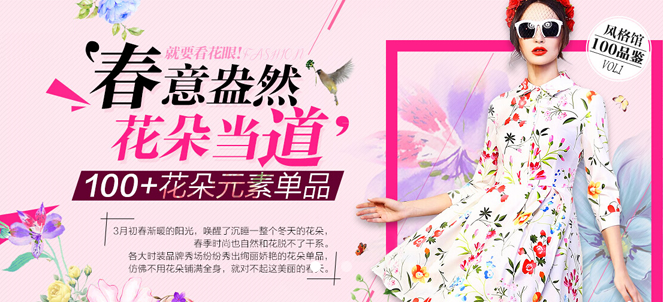 就要看花眼!
FASHION
春意盎然
花朵当道
100+花朵元素单品
3月初春渐暖的阳光，唤醒了沉睡一整个冬天的花朵，
春季时尚也自然和花脱不了干系。
各大时装品牌秀场纷纷秀出绚丽娇艳的花朵单品，
仿佛不用花朵铺满全身，就对不起这美丽的春天。
风格馆
100品鉴
VOL1